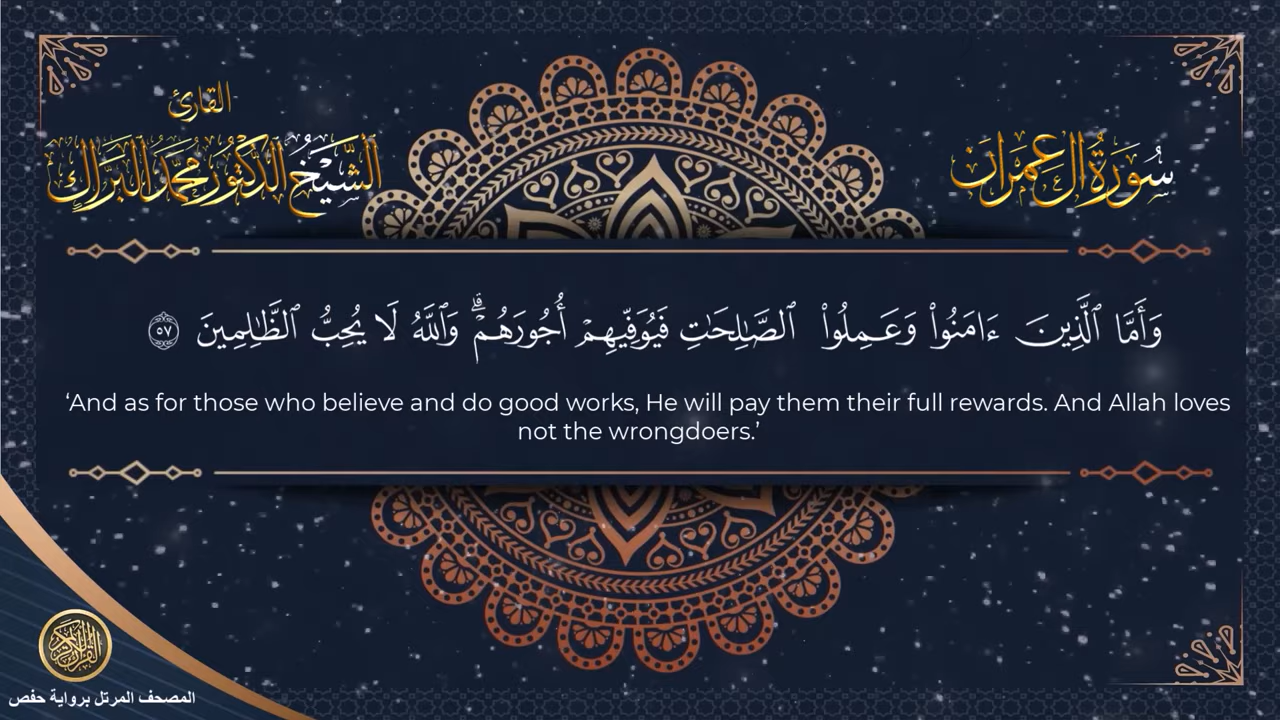 القارئ
الشيخ الدكتور محمد البراك
سورة آل عمران
وَأَمَّا ٱلَّذِينَ ءَامَنُوا۟ وَعَمِلُوا۟ ٱلصَّـٰلِحَـٰتِ فَيُوَفِّيهِمْ أُجُورَهُمْ ۗ وَٱللَّهُ لَا يُحِبُّ ٱلظَّـٰلِمِينَ ٥٧
‘And as for those who believe and do good works, He will pay them their full rewards. And Allah loves
not the wrongdoers.’
القرآن الكريم
المصحف المرتل برواية حفص